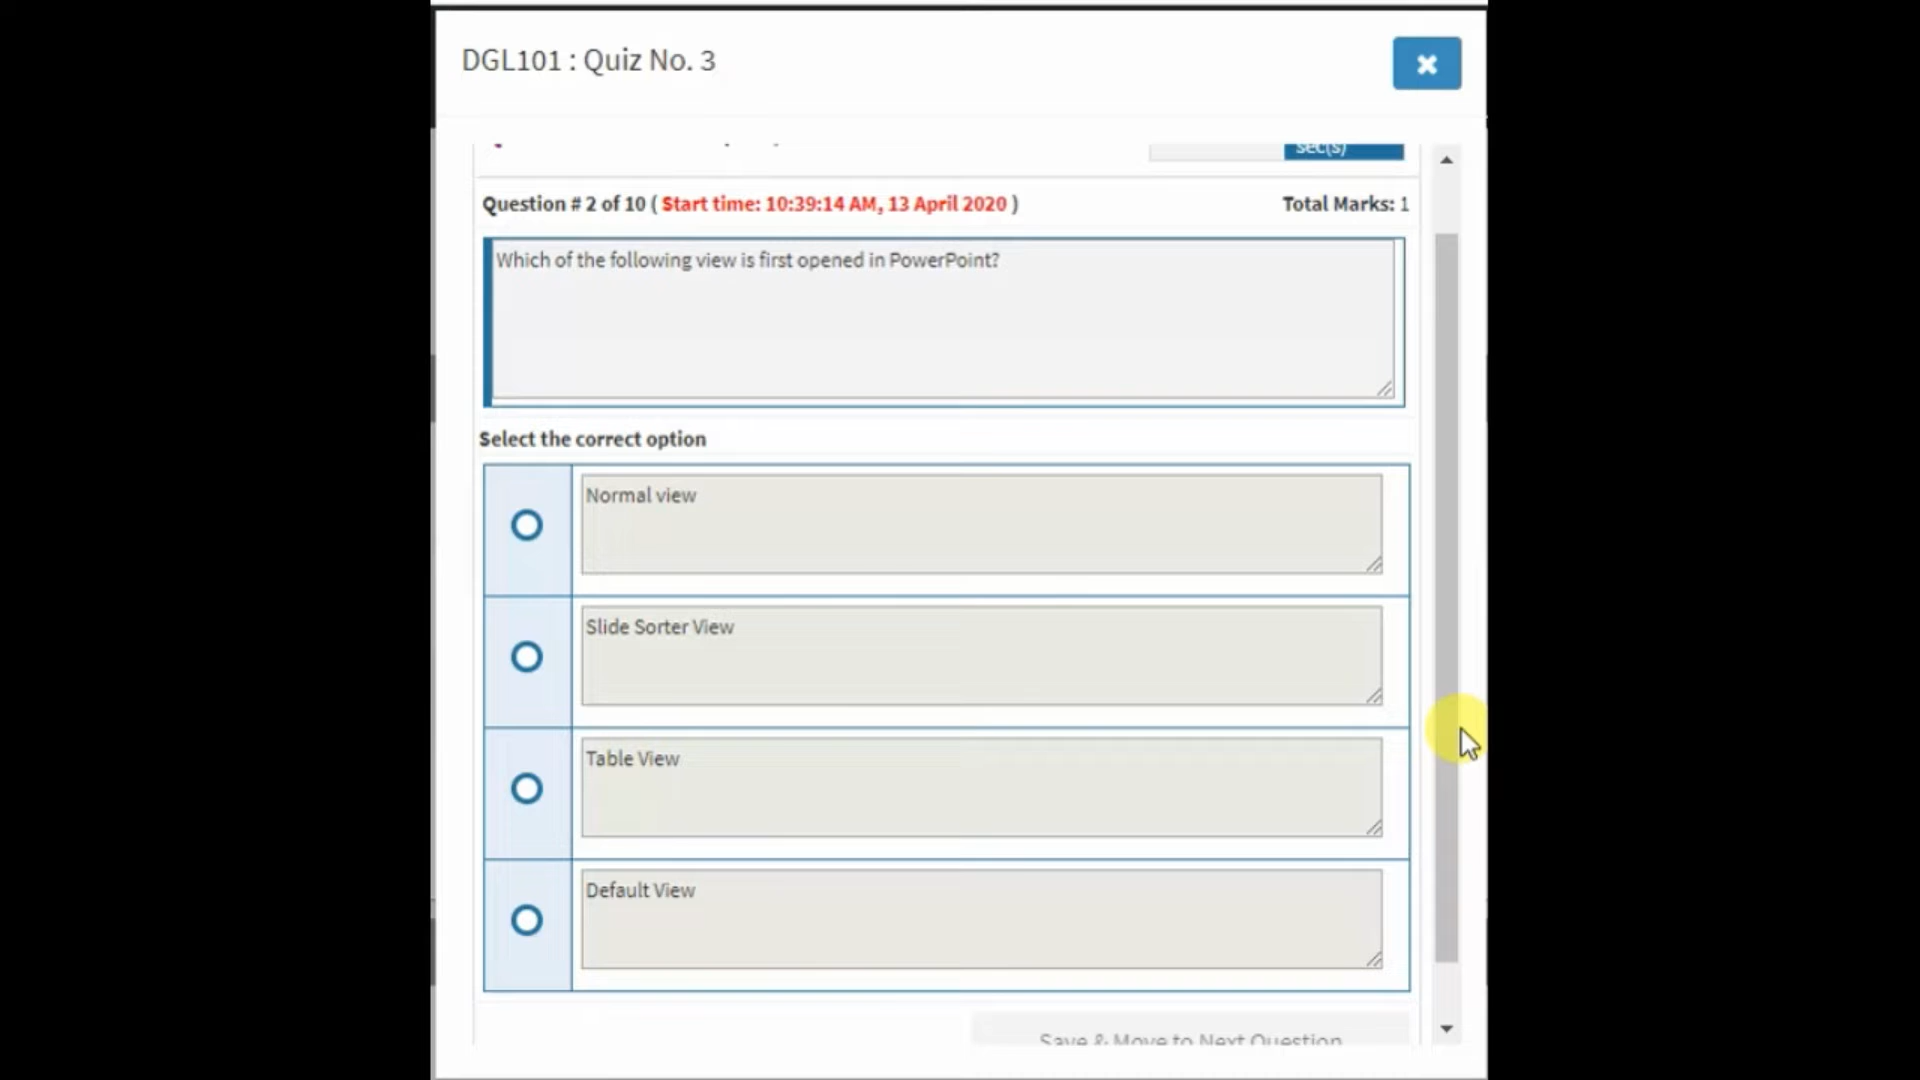 DGL101 : Quiz No. 3
sec(s)
Question # 2 of 10 ( Start time: 10:39:14 AM, 13 April 2020 ) Total Marks: 1
Which of the following view is first opened in PowerPoint?
Select the correct option
Normal view
Slide Sorter View
Table View
Default View
Save & Move to Next Question